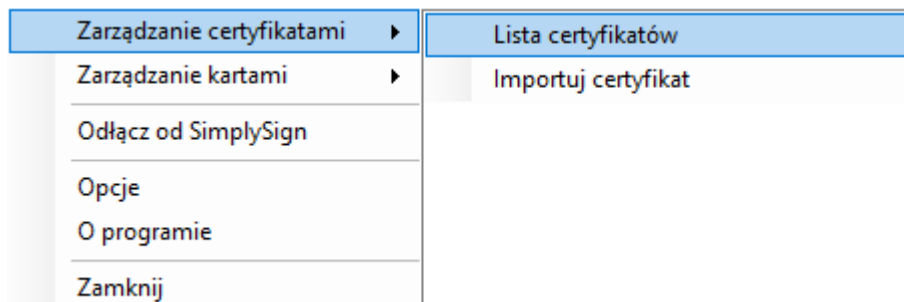 Zarządzanie certyfikatami
Lista certyfikatów
Zarządzanie kartami
Importuj certyfikat
Odłącz od SimplySign
Opcje
O programie
Zamknij